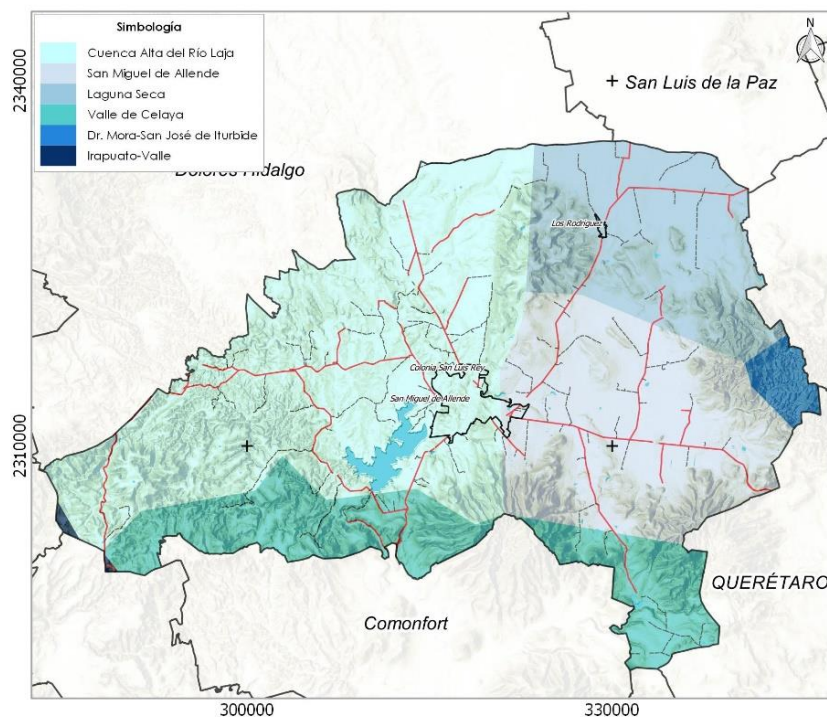 Simbología
Cuenca Alta del Río Laja
San Miguel de Allende
Laguna Seca
Valle de Celaya
Dr. Mora-San José de Iturbide
Irapuato-Valle
N
2340000
San Luis de la Paz
Dolores Hidalgo
Los Rodríguez
Colonia San Luis Rey
San Miguel de Allende
2310000
QUERÉTARO
Comonfort
300000
330000